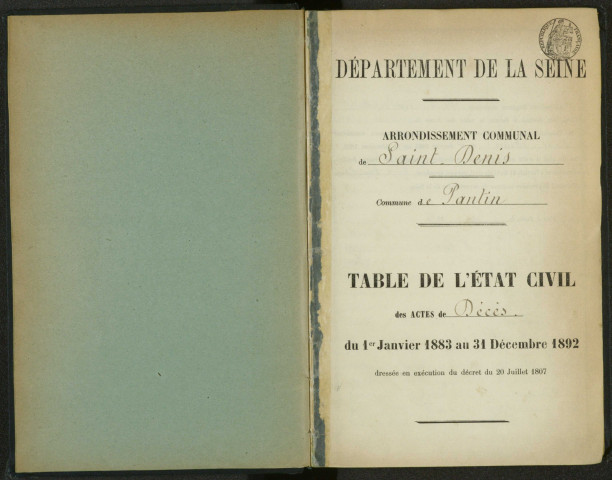 DÉPARTEMENT DE LA SEINE
ARRONDISSEMENT COMMUNAL
de Saint-Denis
Commune de Pantin
TABLE DE L'ÉTAT CIVIL
des ACTES de Décès.
du 1er Janvier 1883 au 31 Décembre 1892
dressée en exécution du décret du 20 Juillet 1807